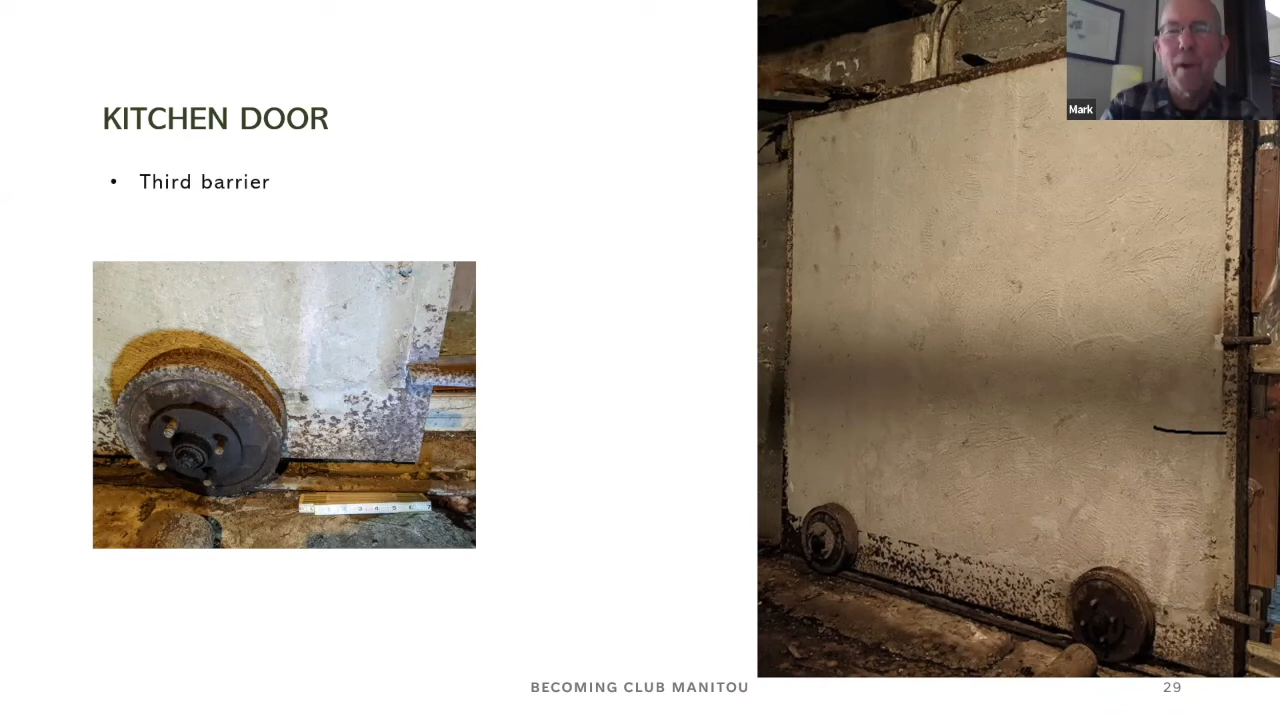 KITCHEN DOOR
• Third barrier
Mark
BECOMING CLUB MANITOU
29